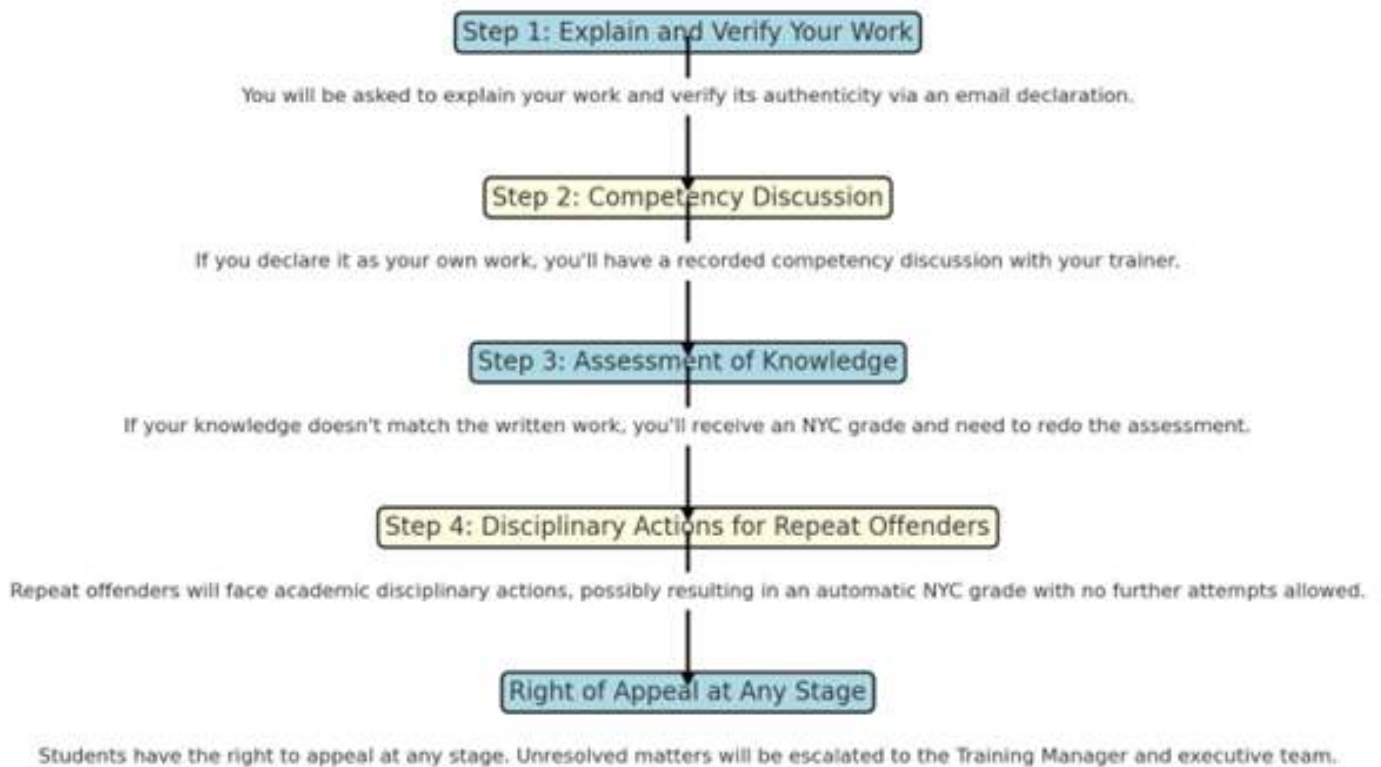 Step 1: Explain and Verify Your Work
You will be asked to explain your work and verify its authenticity via an email declaration.
Step 2: Competency Discussion
If you declare it as your own work, you'll have a recorded competency discussion with your trainer.
Step 3: Assessment of Knowledge
If your knowledge doesn't match the written work, you'll receive an NYC grade and need to redo the assessment.
Step 4: Disciplinary Actions for Repeat Offenders
Repeat offenders will face academic disciplinary actions, possibly resulting in an automatic NYC grade with no further attempts allowed.
Right of Appeal at Any Stage
Students have the right to appeal at any stage. Unresolved matters will be escalated to the Training Manager and executive team.